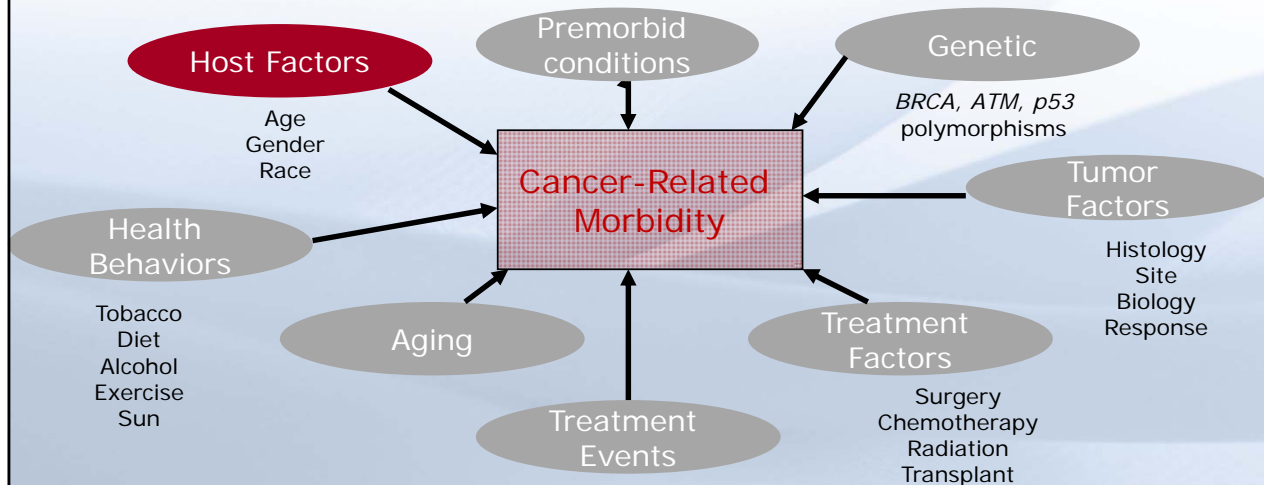 Host Factors
Age
Gender
Race
Premorbid
conditions
Genetic
BRCA, ATM, p53
polymorphisms
Cancer-Related
Morbidity
Tumor
Factors
Histology
Site
Biology
Response
Health
Behaviors
Tobacco
Diet
Alcohol
Exercise
Sun
Aging
Treatment
Events
Treatment
Factors
Surgery
Chemotherapy
Radiation
Transplant